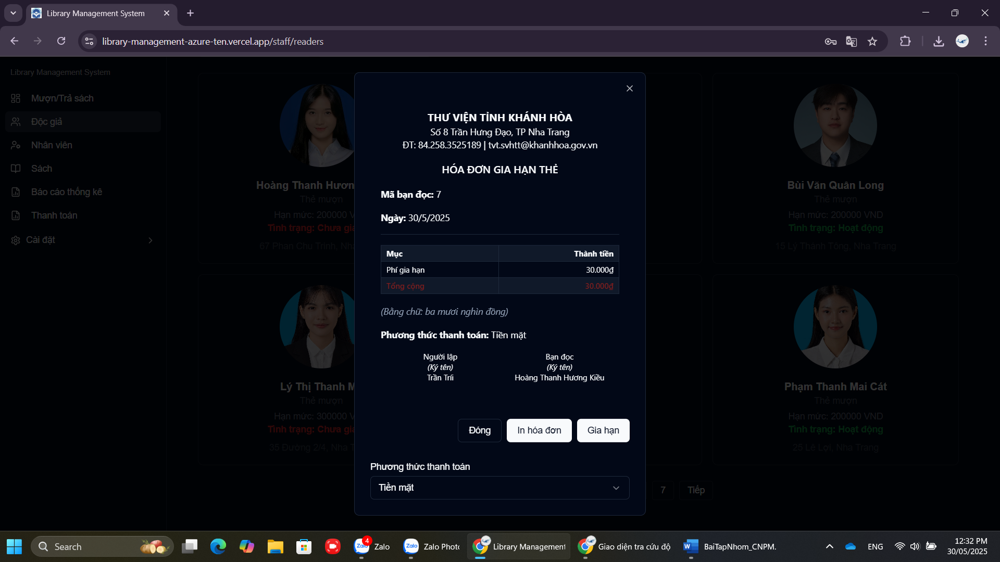 Library Management System
library-management-azure-ten.vercel.app/staff/readers
Library Management System
Mượn/Trả sách
Độc giả
Nhân viên
Sách
Báo cáo thống kê
Thanh toán
Cài đặt
Hoàng Thanh Hươn
Thẻ mượn
Hạn mức: 200000 V
Tình trạng: Chưa gia
67 Phan Chu Trinh, Nha
Bùi Văn Quân Long
Thẻ mượn
Hạn mức: 200000 VND
Tình trạng: Hoạt động
15 Lý Thánh Tông, Nha Trang
Lý Thị Thanh M
Thẻ mượn
Hạn mức: 300000 V
Tình trạng: Chưa gia
35 Đường 2/4, Nha T
Phạm Thanh Mai Cát
Thẻ mượn
Hạn mức: 200000 VND
Tình trạng: Hoạt động
25 Lê Lợi, Nha Trang
7
Tiếp
THƯ VIỆN TỈNH KHÁNH HÒA
Số 8 Trần Hưng Đạo, TP Nha Trang
ĐT: 84.258.3525189 | tvt.svhtt@khanhhoa.gov.vn
HÓA ĐƠN GIA HẠN THẺ
Mã bạn đọc: 7
Ngày: 30/5/2025
Mục Thành tiền
Phí gia hạn 30.000₫
Tổng cộng 30.000₫
(Bằng chữ: ba mươi nghìn đồng)
Phương thức thanh toán: Tiền mặt
Người lập Bạn đọc
(Ký tên) (Ký tên)
Trần Tríi Hoàng Thanh Hương Kiều
Đóng In hóa đơn Gia hạn
Phương thức thanh toán
Tiền mặt
Search
4
Zalo
Zalo
Zalo
Zalo Phot
Library Management
Giao diện tra cứu độ
W
BaiTapNhom_CNPM.
ENG
12:32 PM
30/05/2025